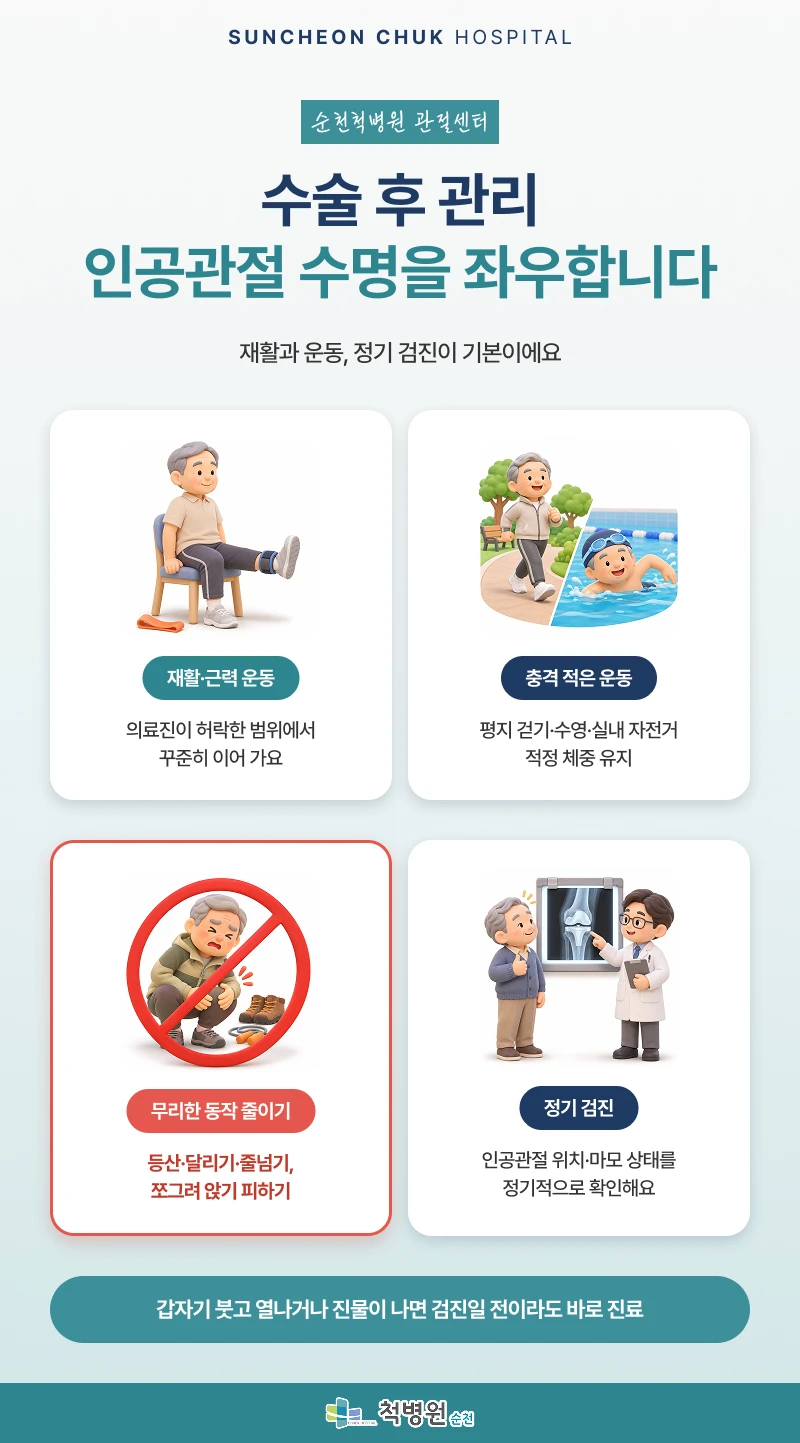 SUNCHEON CHUK HOSPITAL
순천척병원 관절센터
수술 후 관리
인공관절 수명을 좌우합니다
재활과 운동, 정기 검진이 기본이에요
재활·근력 운동
의료진이 허락한 범위에서
꾸준히 이어 가요
충격 적은 운동
평지 걷기·수영·실내 자전거
적정 체중 유지
무리한 동작 줄이기
등산·달리기·줄넘기,
쪼그려 앉기 피하기
정기 검진
인공관절 위치·마모 상태를
정기적으로 확인해요
갑자기 붓고 열나거나 진물이 나면 검진일 전이라도 바로 진료
척병원 순천